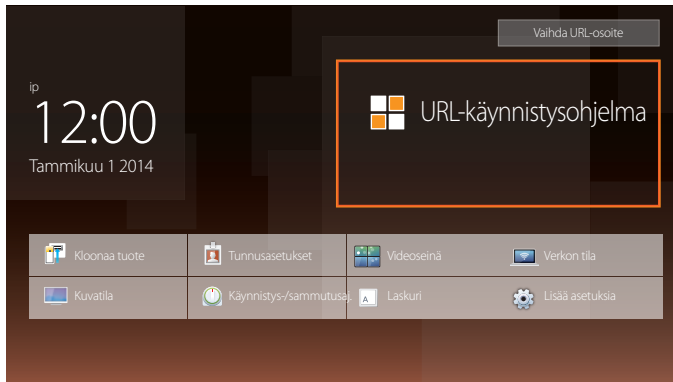 Vaihda URL-osoite
ip
12:00
Tammikuu 1 2014
URL-käynnistysohjelma
Kloonaa tuote
Tunnusasetukset
Videoseinä
Verkon tila
Kuvatila
Käynnistys-/sammutusaj.
A
Laskuri
Lisää asetuksia